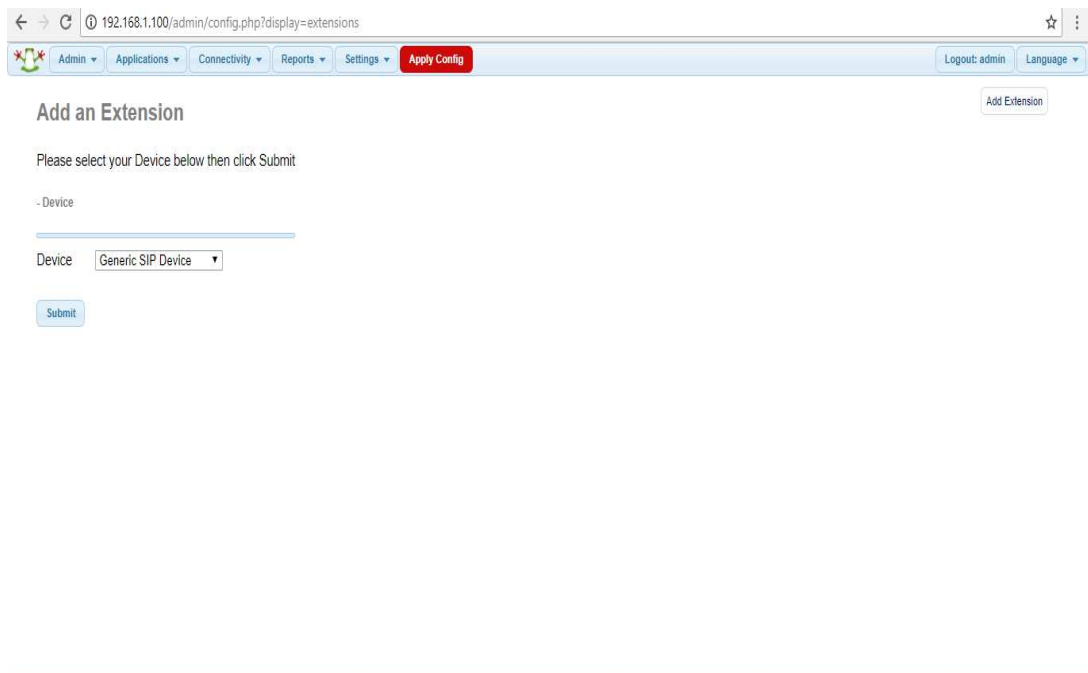 192.168.1.100/admin/config.php?display=extensions
Admin Applications Connectivity Reports Settings Apply Config Logout: admin Language
Add an Extension
Add Extension
Please select your Device below then click Submit
- Device
Device Generic SIP Device
Submit